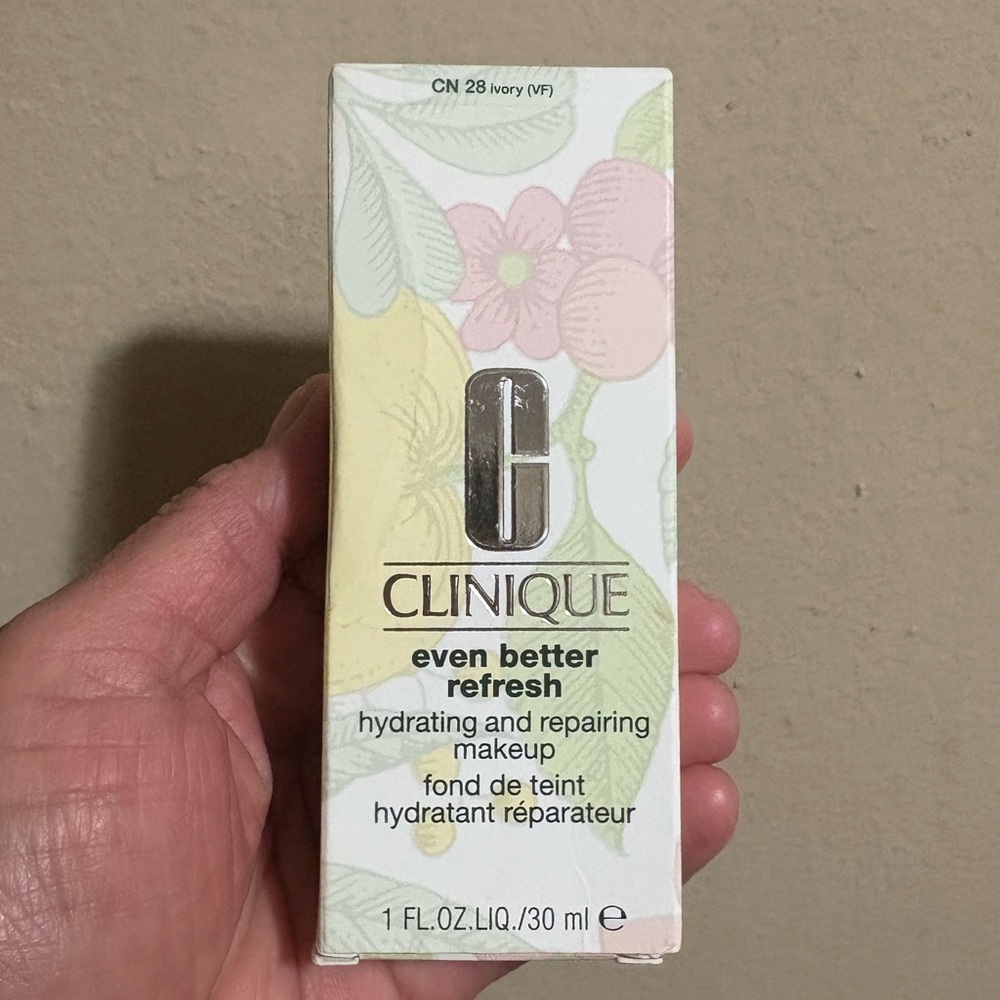 CN 28 ivory (VF)
CLINIQUE
even better
refresh
hydrating and repairing
makeup
fond de teint
hydratant réparateur
1 FL.OZ.LIQ./30 ml ℮